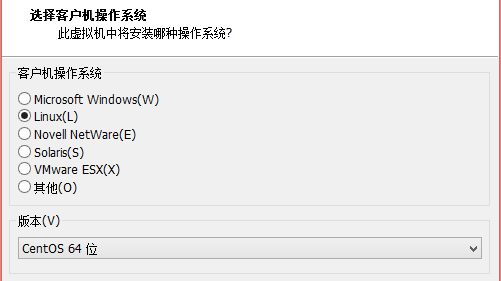 选择客户机操作系统
此虚拟机中将安装哪种操作系统?
客户机操作系统
Microsoft Windows(W)
Linux(L)
Novell NetWare(E)
Solaris(S)
VMware ESX(X)
其他(O)
版本(V)
CentOS 64 位